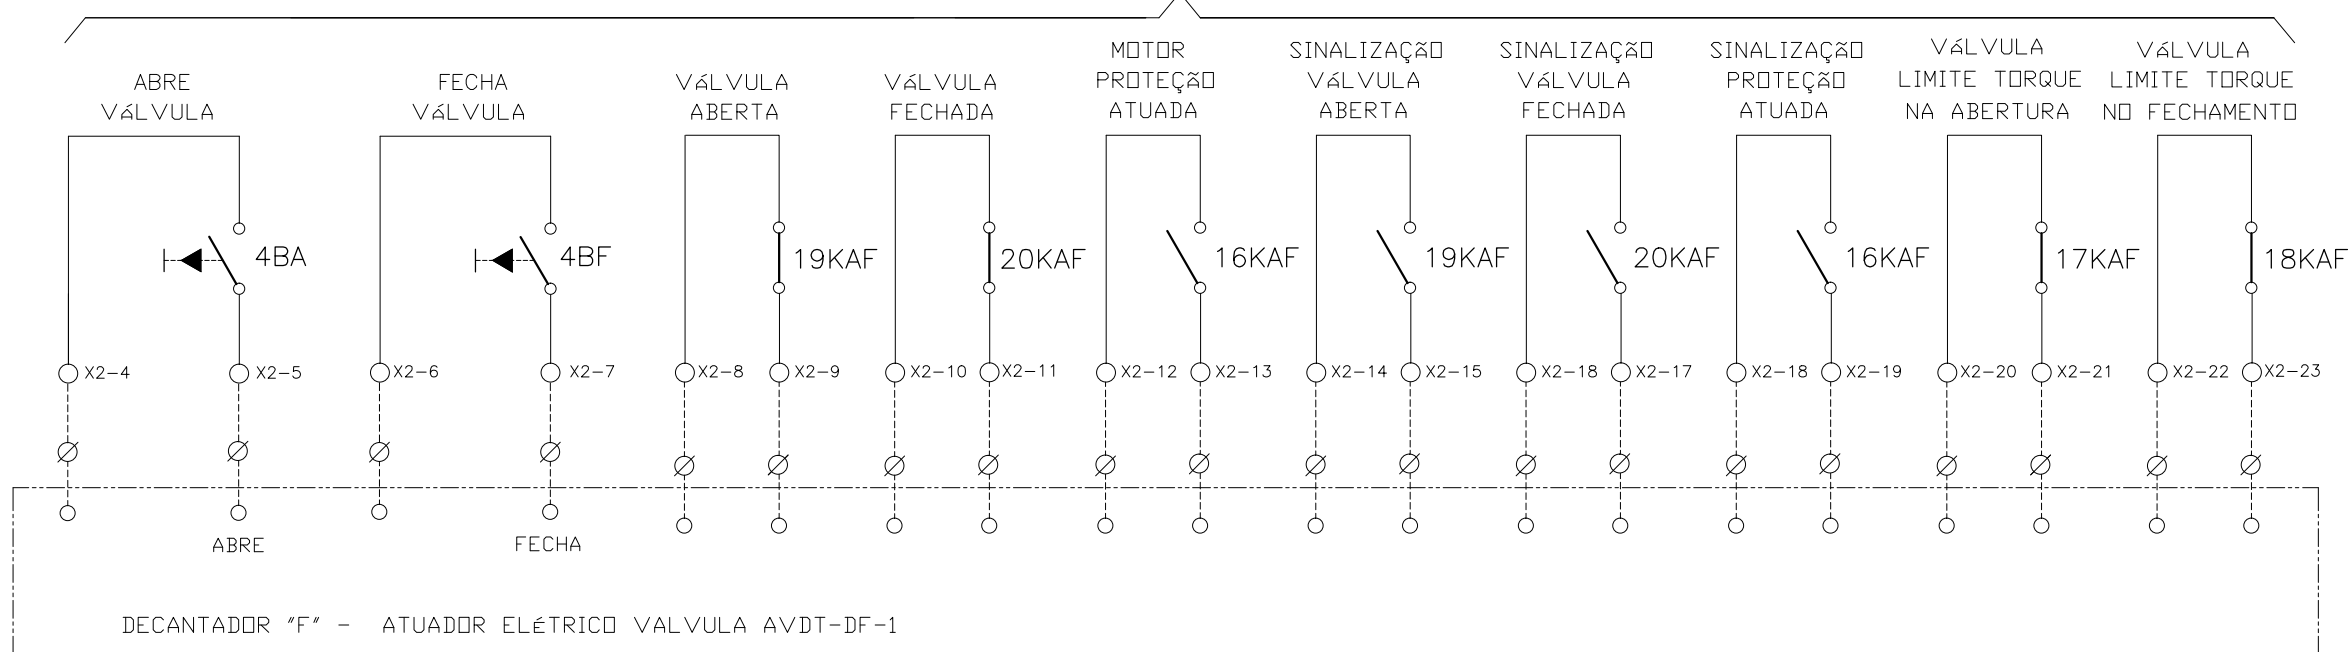 ABRE
VáLVULA
FECHA
VáLVULA
VáLVULA
ABERTA
VáLVULA
FECHADA
MOTOR
PROTEÇãO
ATUADA
SINALIZAÇãO
VáLVULA
ABERTA
SINALIZAÇãO
VáLVULA
FECHADA
SINALIZAÇãO
PROTEÇãO
ATUADA
VáLVULA
LIMITE TORQUE
NA ABERTURA
VáLVULA
LIMITE TORQUE
NO FECHAMENTO
4BA
4BF
19KAF
20KAF
16KAF
19KAF
20KAF
16KAF
17KAF
18KAF
X2-4
X2-5
X2-6
X2-7
X2-8
X2-9
X2-10
X2-11
X2-12
X2-13
X2-14
X2-15
X2-18
X2-17
X2-18
X2-19
X2-20
X2-21
X2-22
X2-23
ABRE
FECHA
DECANTADOR "F" - ATUADOR ELéTRICO VALVULA AVDT-DF-1